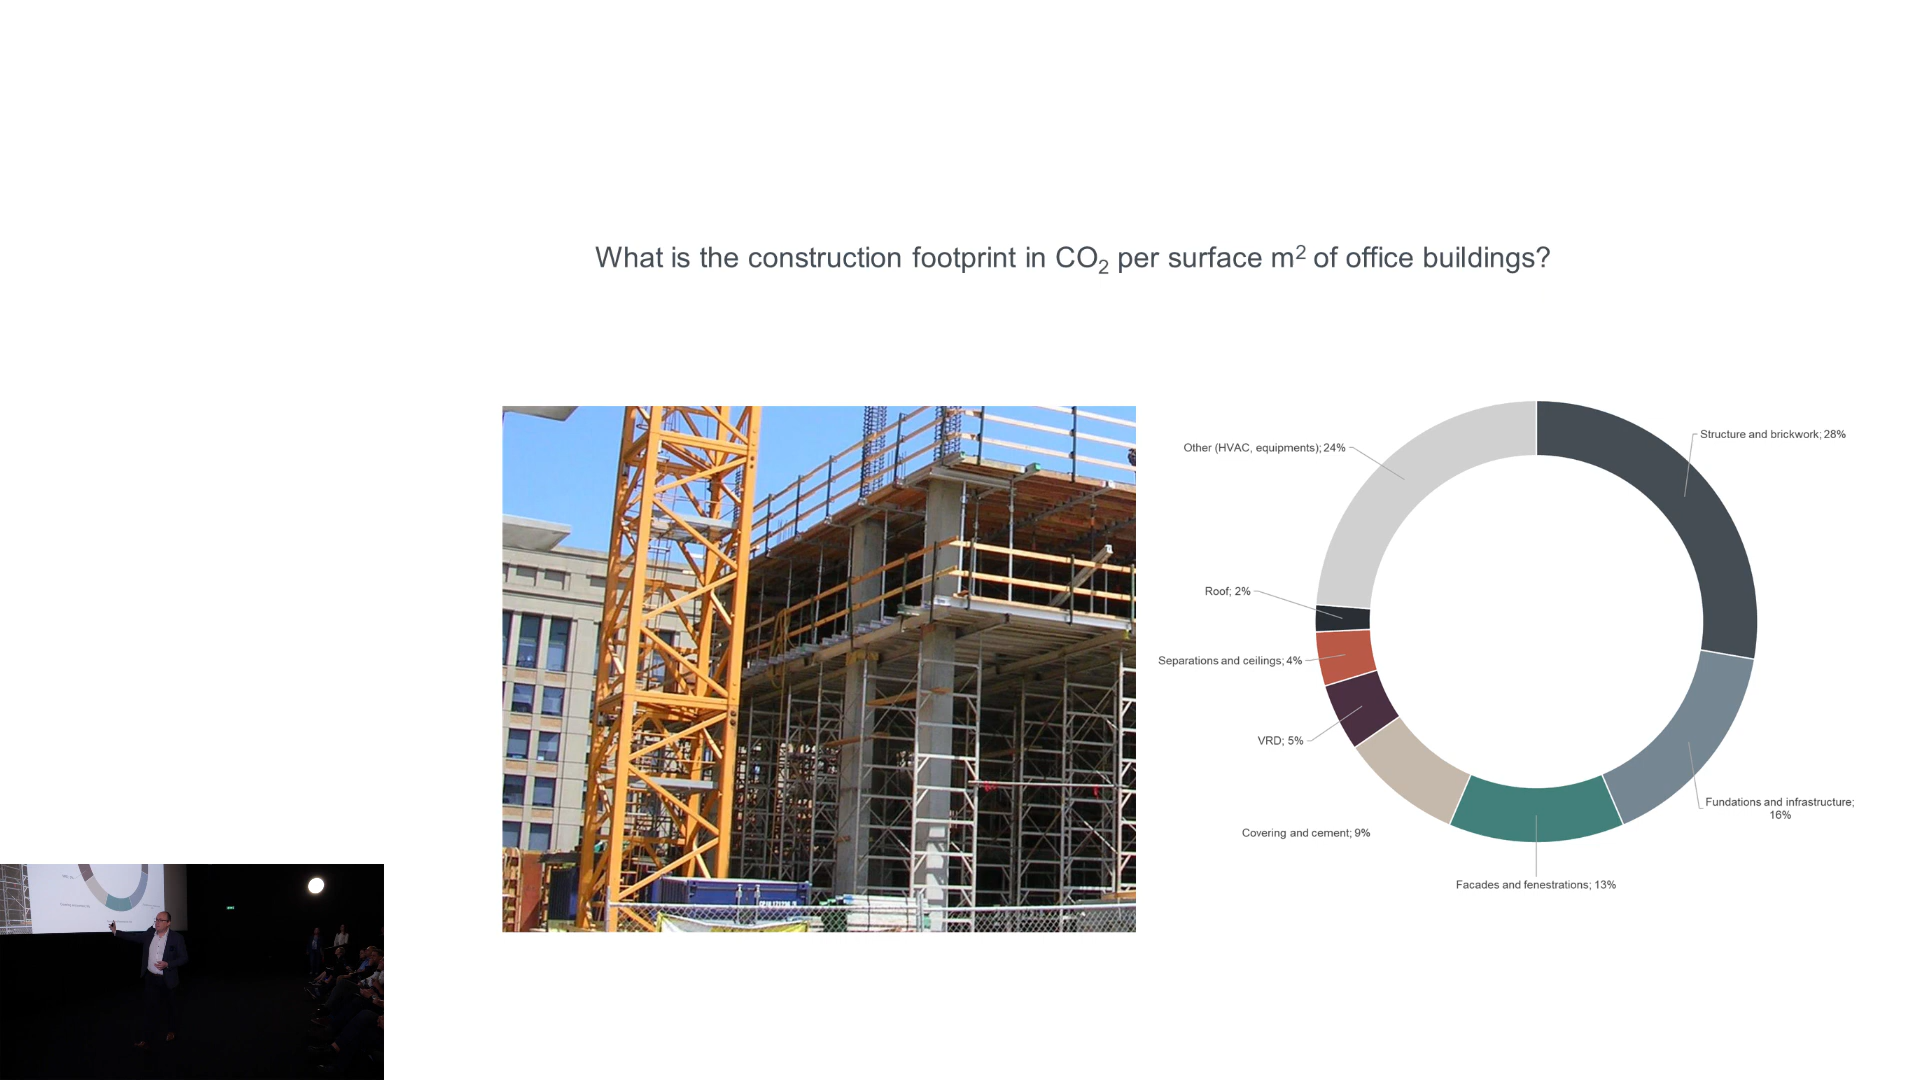 What is the construction footprint in CO2 per surface m2 of office buildings?
Structure and brickwork; 28%
Other (HVAC, equipments); 24%
Roof; 2%
Separations and ceilings; 4%
VRD; 5%
Fundations and infrastructure;
16%
Covering and cement; 9%
Facades and fenestrations; 13%